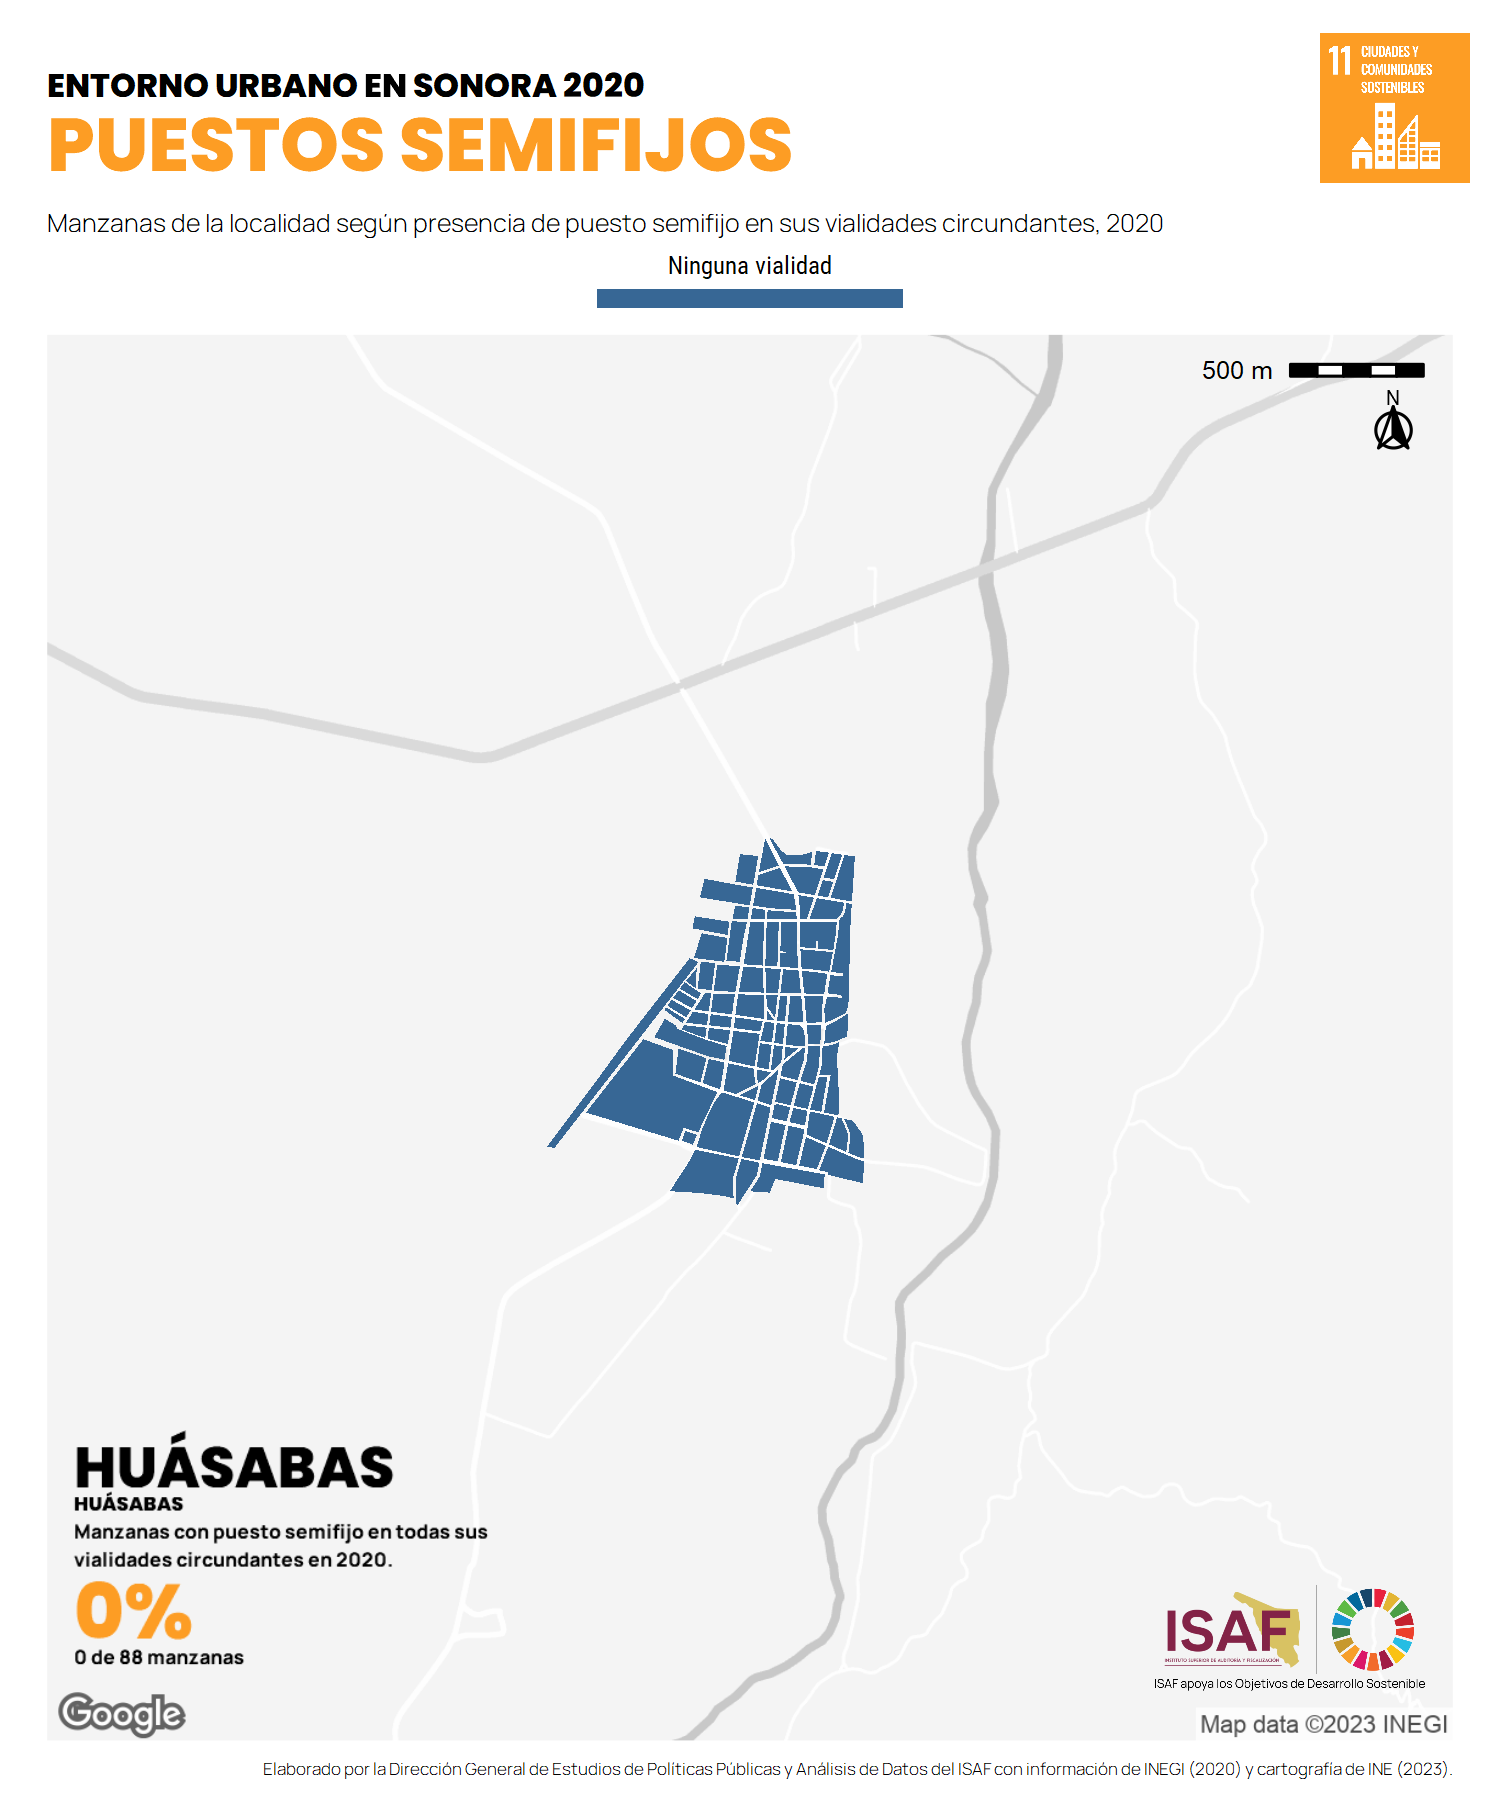 ENTORNO URBANO EN SONORA 2020
PUESTOS SEMIFIJOS
Manzanas de la localidad según presencia de puesto semifijo en sus vialidades circundantes, 2020
Ninguna vialidad
11 CIUDADES Y
COMUNIDADES
SOSTENIBLES
500 m
N
HUÁSABAS
HUÁSABAS
Manzanas con puesto semifijo en todas sus
vialidades circundantes en 2020.
0%
0 de 88 manzanas
ISAF
INSTITUTO SUPERIOR DE AUDITORÍA Y FISCALIZACIÓN
ISAF apoya los Objetivos de Desarrollo Sostenible
Google
Map data ©2023 INEGI
Elaborado por la Dirección General de Estudios de Políticas Públicas y Análisis de Datos del ISAF con información de INEGI (2020) y cartografía de INE (2023).